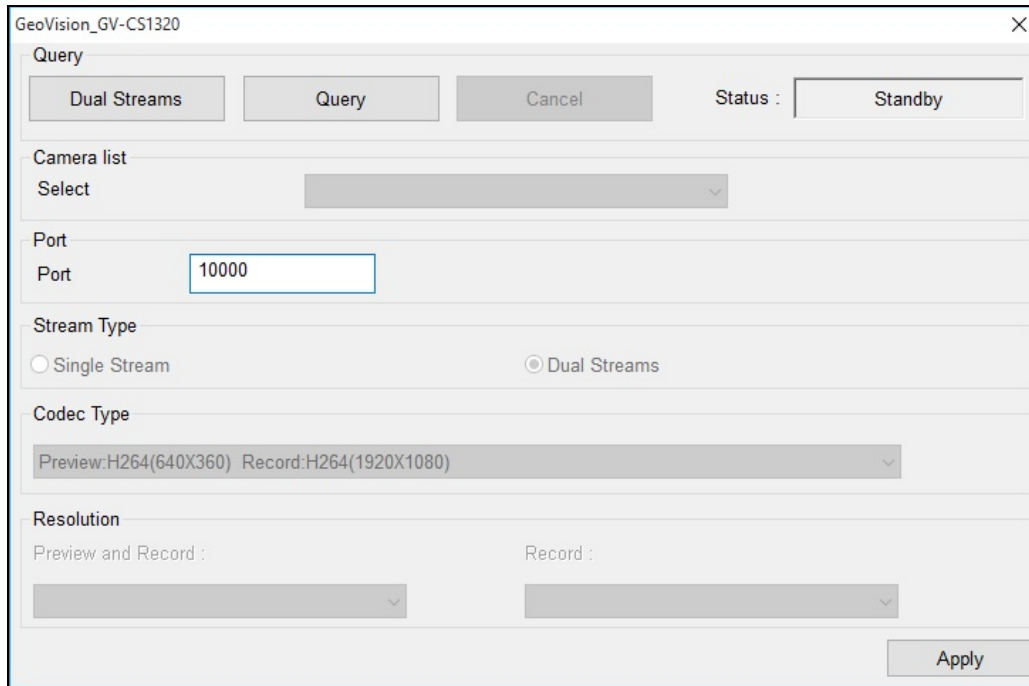 GeoVision_GV-CS1320
Query
Dual Streams Query Cancel Status : Standby
Camera list
Select
Port
Port 10000
Stream Type
Single Stream Dual Streams
Codec Type
Preview:H264(640X360) Record:H264(1920X1080)
Resolution
Preview and Record : Record :
Apply